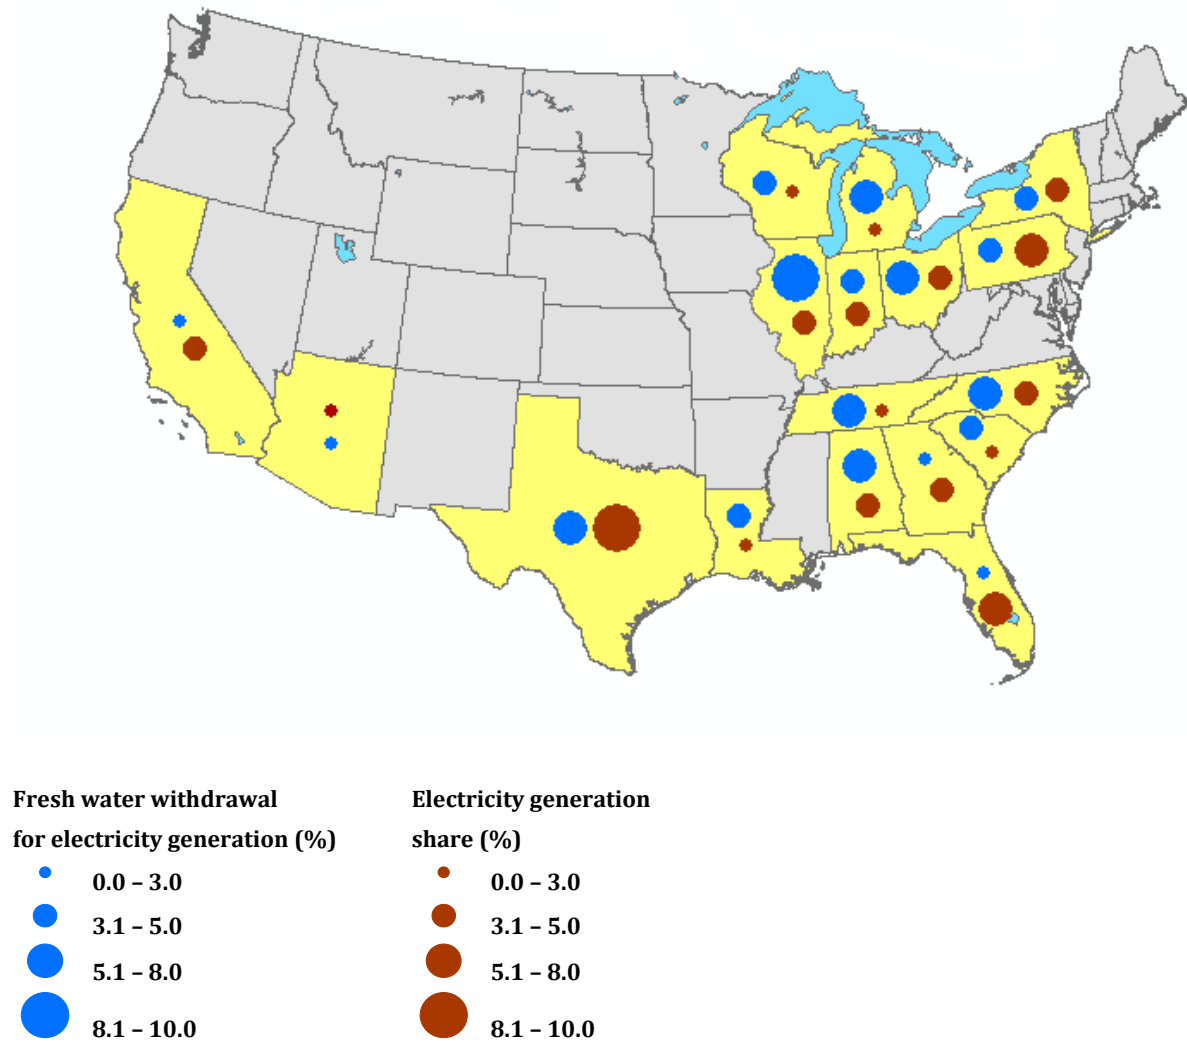 Fresh water withdrawal
for electricity generation (%)
0.0 – 3.0
3.1 – 5.0
5.1 – 8.0
8.1 – 10.0
Electricity generation
share (%)
0.0 – 3.0
3.1 – 5.0
5.1 – 8.0
8.1 – 10.0